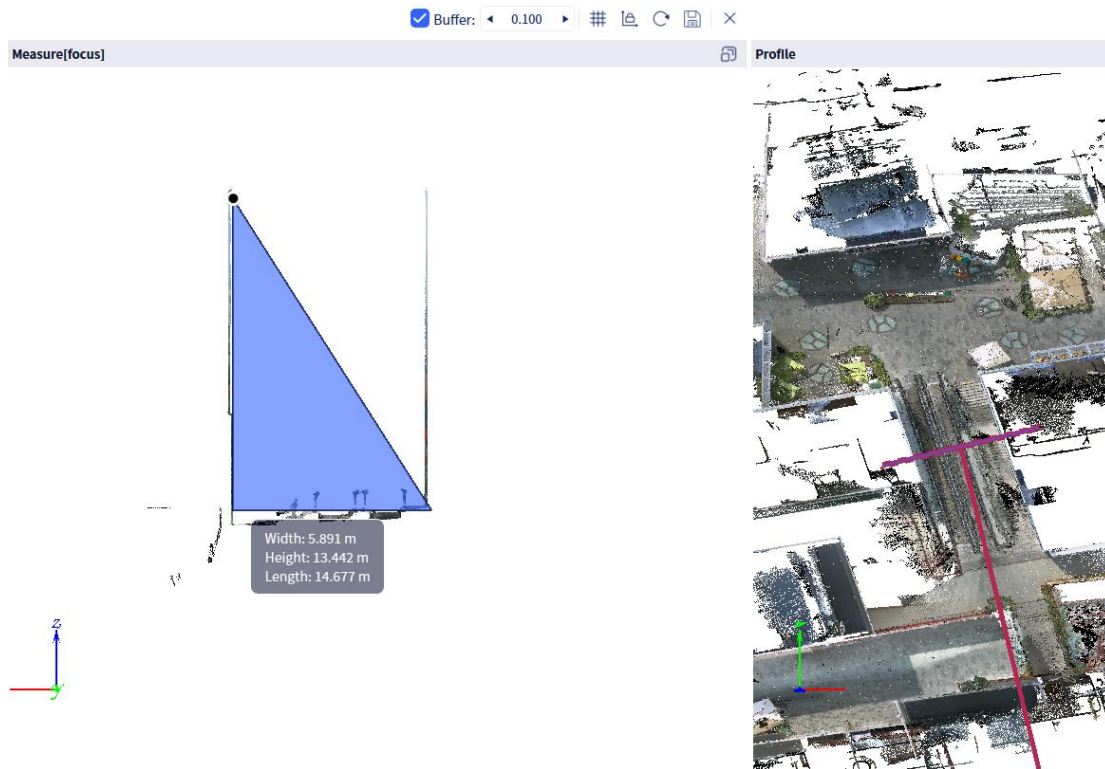 Buffer: 0.100
Measure[focus]
Profile
Width: 5.891 m
Height: 13.442 m
Length: 14.677 m
z
y